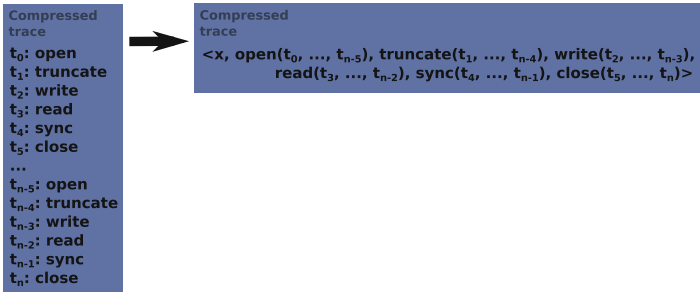 Compressed
trace
t0: open
t1: truncate
t2: write
t3: read
t4: sync
t5: close
...
tn-5: open
tn-4: truncate
tn-3: write
tn-2: read
tn-1: sync
tn: close
Compressed
trace
<x, open(t0, ..., tn-5), truncate(t1, ..., tn-4), write(t2, ..., tn-3),
read(t3, ..., tn-2), sync(t4, ..., tn-1), close(t5, ..., tn)>